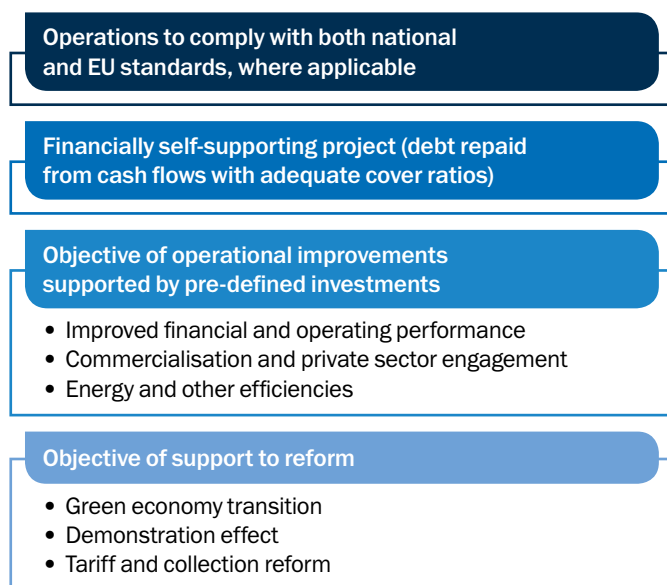 Operations to comply with both national
and EU standards, where applicable
Financially self-supporting project (debt repaid
from cash flows with adequate cover ratios)
Objective of operational improvements
supported by pre-defined investments
• Improved financial and operating performance
• Commercialisation and private sector engagement
• Energy and other efficiencies
Objective of support to reform
• Green economy transition
• Demonstration effect
• Tariff and collection reform